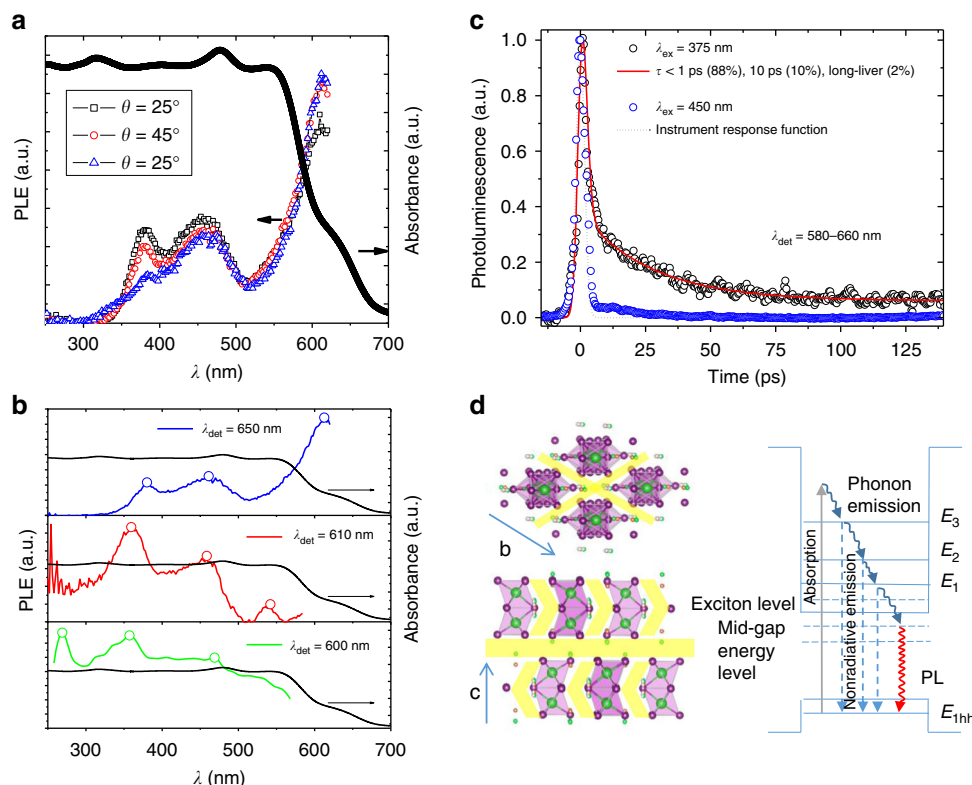 a
PLE (a.u.)
Absorbance (a.u.)
θ = 25°
θ = 45°
θ = 25°
300 400 500 600 700
λ (nm)
b
λdet = 650 nm
λdet = 610 nm
λdet = 600 nm
PLE (a.u.)
Absorbance (a.u.)
300 400 500 600 700
λ (nm)
c
Photoluminescence (a.u.)
1.0
0.8
0.6
0.4
0.2
0.0
λex = 375 nm
τ < 1 ps (88%), 10 ps (10%), long-liver (2%)
λex = 450 nm
Instrument response function
λdet = 580–660 nm
0 25 50 75 100 125
Time (ps)
d
b
c
Phonon
emission
Absorption
Nonradiative emission
Exciton level
Mid-gap
energy
level
E3
E2
E1
PL
E1hh